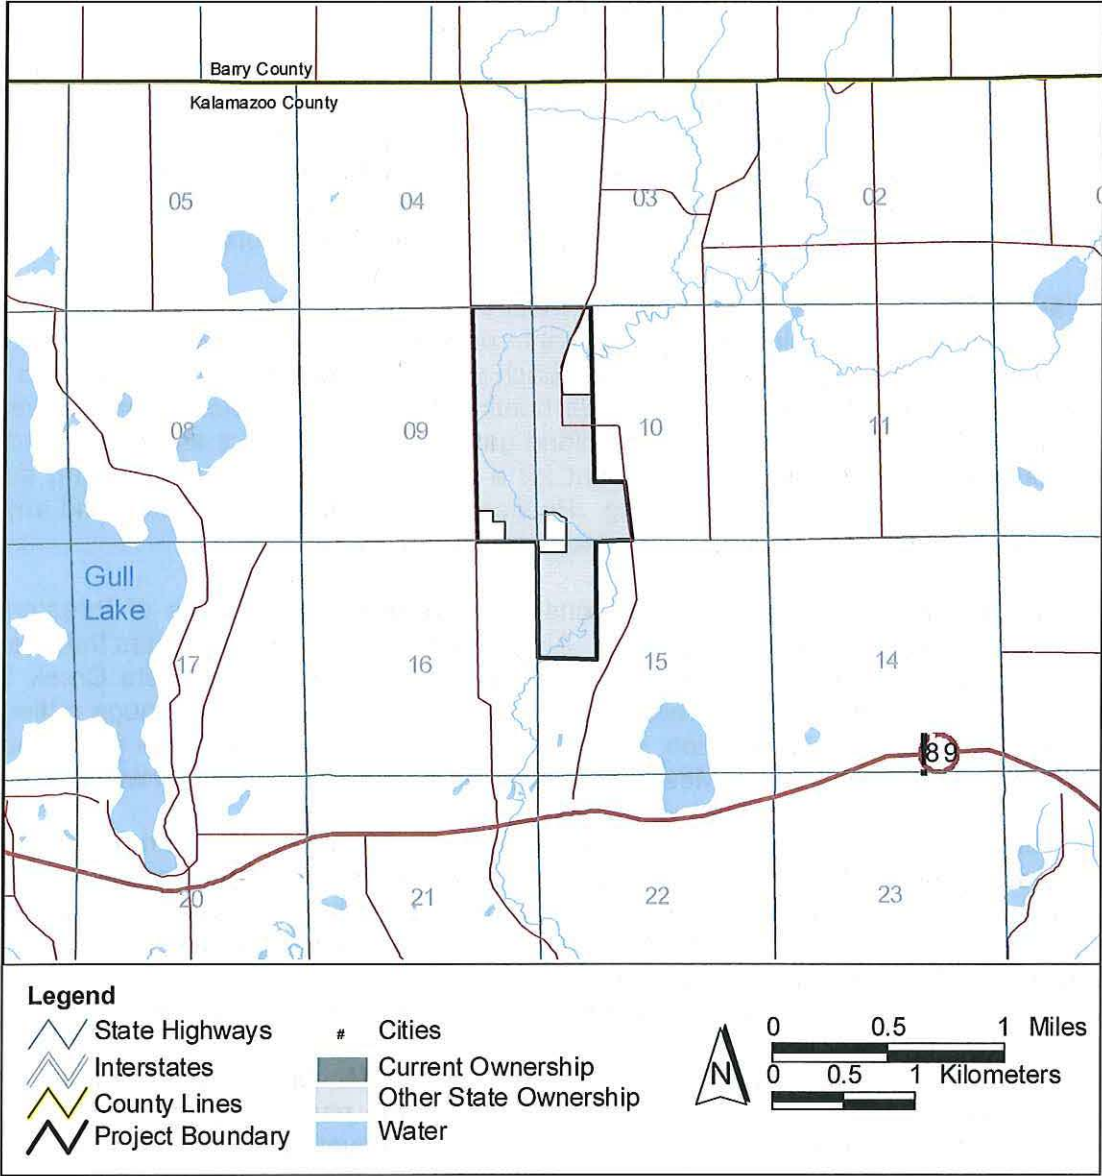 Barry County
Kalamazoo County
05
04
03
02
08
09
10
11
Gull
Lake
17
16
15
14
89
20
21
22
23
Legend
State Highways
Interstates
County Lines
Project Boundary
# Cities
Current Ownership
Other State Ownership
Water
N
0 0.5 1 Miles
0 0.5 1 Kilometers